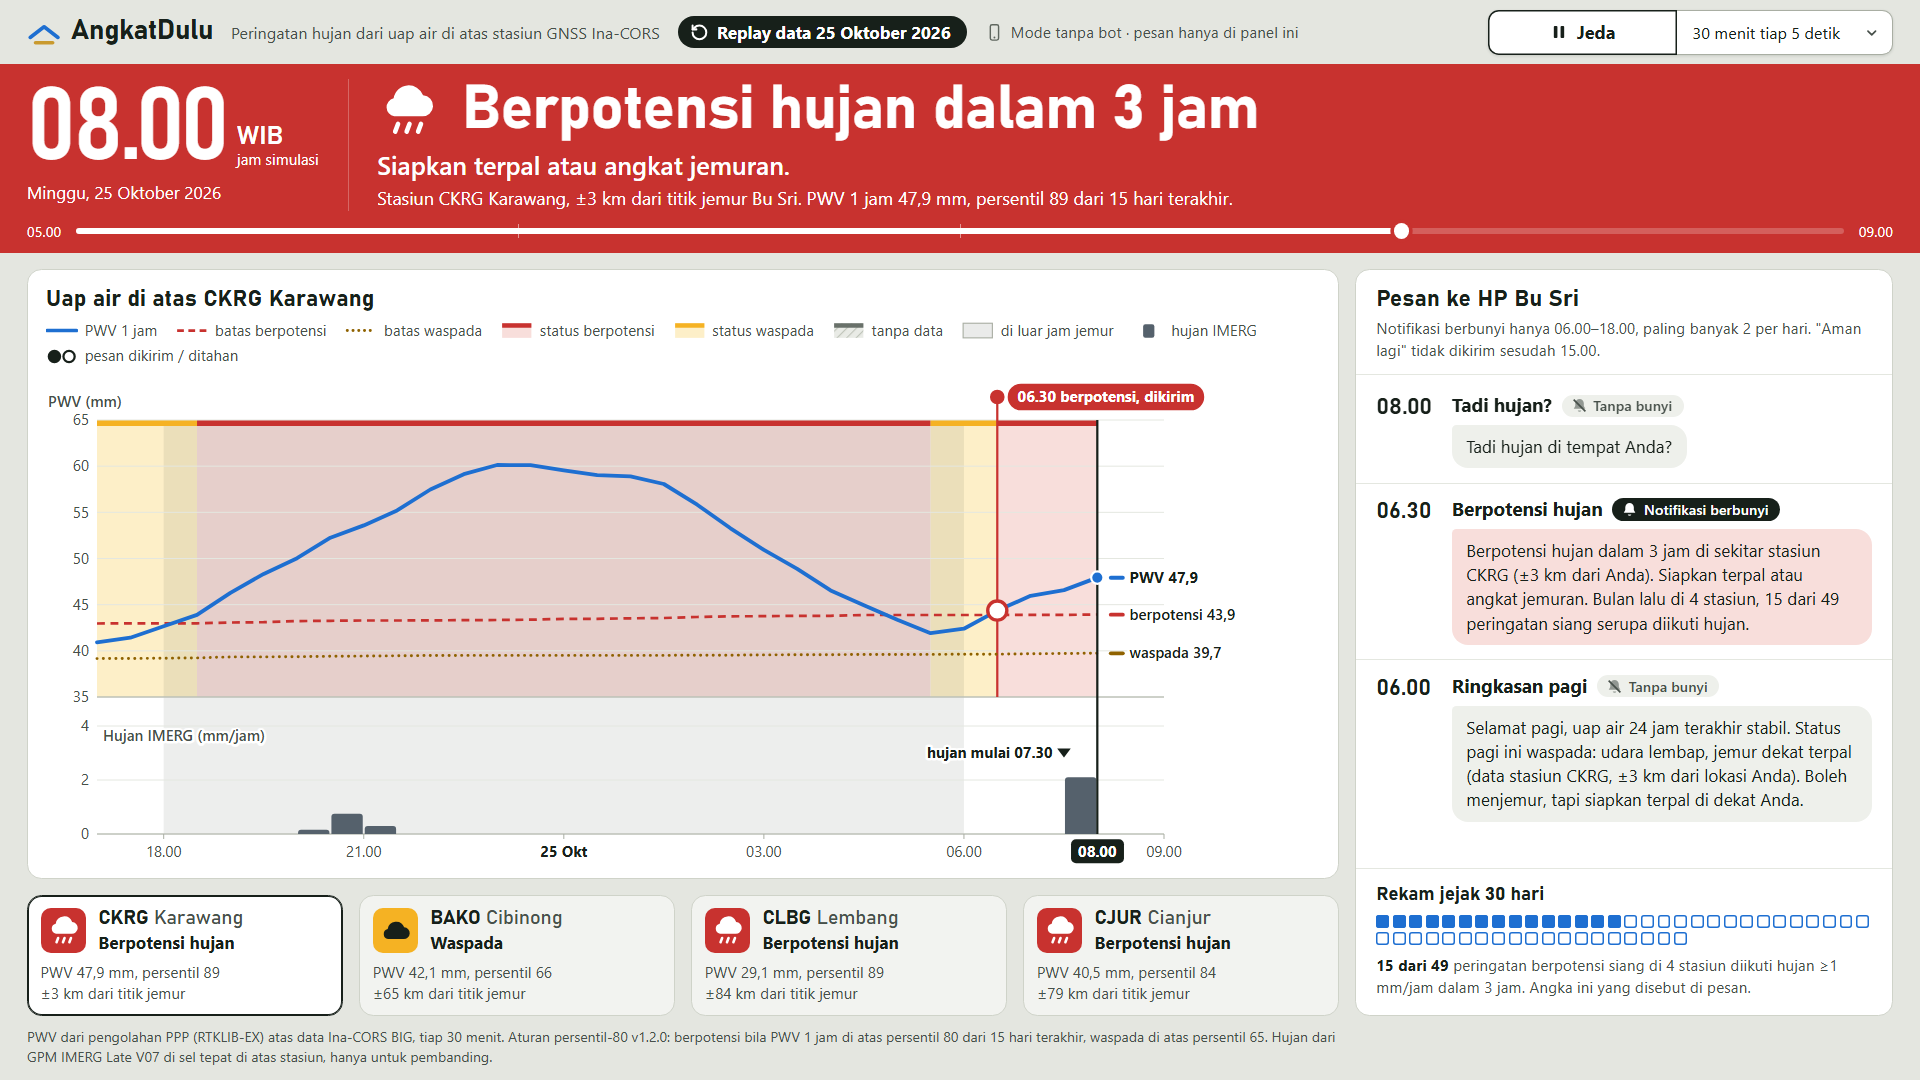 AngkatDulu
Peringatan hujan dari uap air di atas stasiun GNSS Ina-CORS
Replay data 25 Oktober 2026
Mode tanpa bot · pesan hanya di panel ini
Jeda
30 menit tiap 5 detik
08.00
WIB
jam simulasi
Minggu, 25 Oktober 2026
Berpotensi hujan dalam 3 jam
Siapkan terpal atau angkat jemuran.
Stasiun CKRG Karawang, ±3 km dari titik jemur Bu Sri. PWV 1 jam 47,9 mm, persentil 89 dari 15 hari terakhir.
05.00
09.00
Uap air di atas CKRG Karawang
PWV 1 jam
batas berpotensi
batas waspada
status berpotensi
status waspada
tanpa data
di luar jam jemur
hujan IMERG
pesan dikirim / ditahan
PWV (mm)
06.30 berpotensi, dikirim
65
60
55
50
45
40
35
PWV 47,9
berpotensi 43,9
waspada 39,7
4
2
0
Hujan IMERG (mm/jam)
hujan mulai 07.30
18.00
21.00
25 Okt
03.00
06.00
08.00
09.00
CKRG Karawang
Berpotensi hujan
PWV 47,9 mm, persentil 89
±3 km dari titik jemur
BAKO Cibinong
Waspada
PWV 42,1 mm, persentil 66
±65 km dari titik jemur
CLBG Lembang
Berpotensi hujan
PWV 29,1 mm, persentil 89
±84 km dari titik jemur
CJUR Cianjur
Berpotensi hujan
PWV 40,5 mm, persentil 84
±79 km dari titik jemur
PWV dari pengolahan PPP (RTKLIB-EX) atas data Ina-CORS BIG, tiap 30 menit. Aturan persentil-80 v1.2.0: berpotensi bila PWV 1 jam di atas persentil 80 dari 15 hari terakhir, waspada di atas persentil 65. Hujan dari
GPM IMERG Late V07 di sel tepat di atas stasiun, hanya untuk pembanding.
Pesan ke HP Bu Sri
Notifikasi berbunyi hanya 06.00–18.00, paling banyak 2 per hari. "Aman
lagi" tidak dikirim sesudah 15.00.
08.00
Tadi hujan?
Tanpa bunyi
Tadi hujan di tempat Anda?
06.30
Berpotensi hujan
Notifikasi berbunyi
Berpotensi hujan dalam 3 jam di sekitar stasiun
CKRG (±3 km dari Anda). Siapkan terpal atau
angkat jemuran. Bulan lalu di 4 stasiun, 15 dari 49
peringatan siang serupa diikuti hujan.
06.00
Ringkasan pagi
Tanpa bunyi
Selamat pagi, uap air 24 jam terakhir stabil. Status
pagi ini waspada: udara lembap, jemur dekat terpal
(data stasiun CKRG, ±3 km dari lokasi Anda). Boleh
menjemur, tapi siapkan terpal di dekat Anda.
Rekam jejak 30 hari
15 dari 49 peringatan berpotensi siang di 4 stasiun diikuti hujan ≥1
mm/jam dalam 3 jam. Angka ini yang disebut di pesan.